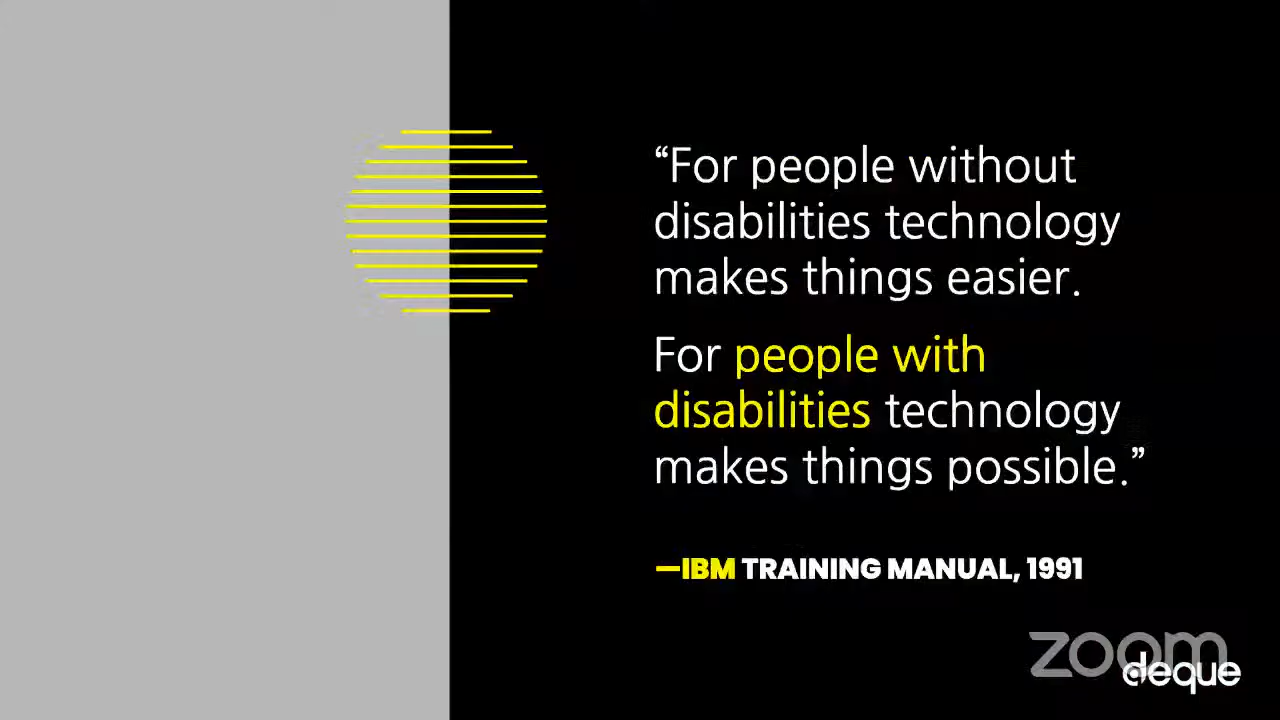 “For people without
disabilities technology
makes things easier.
For people with
disabilities technology
makes things possible.”
—IBM TRAINING MANUAL, 1991
zoom
deque